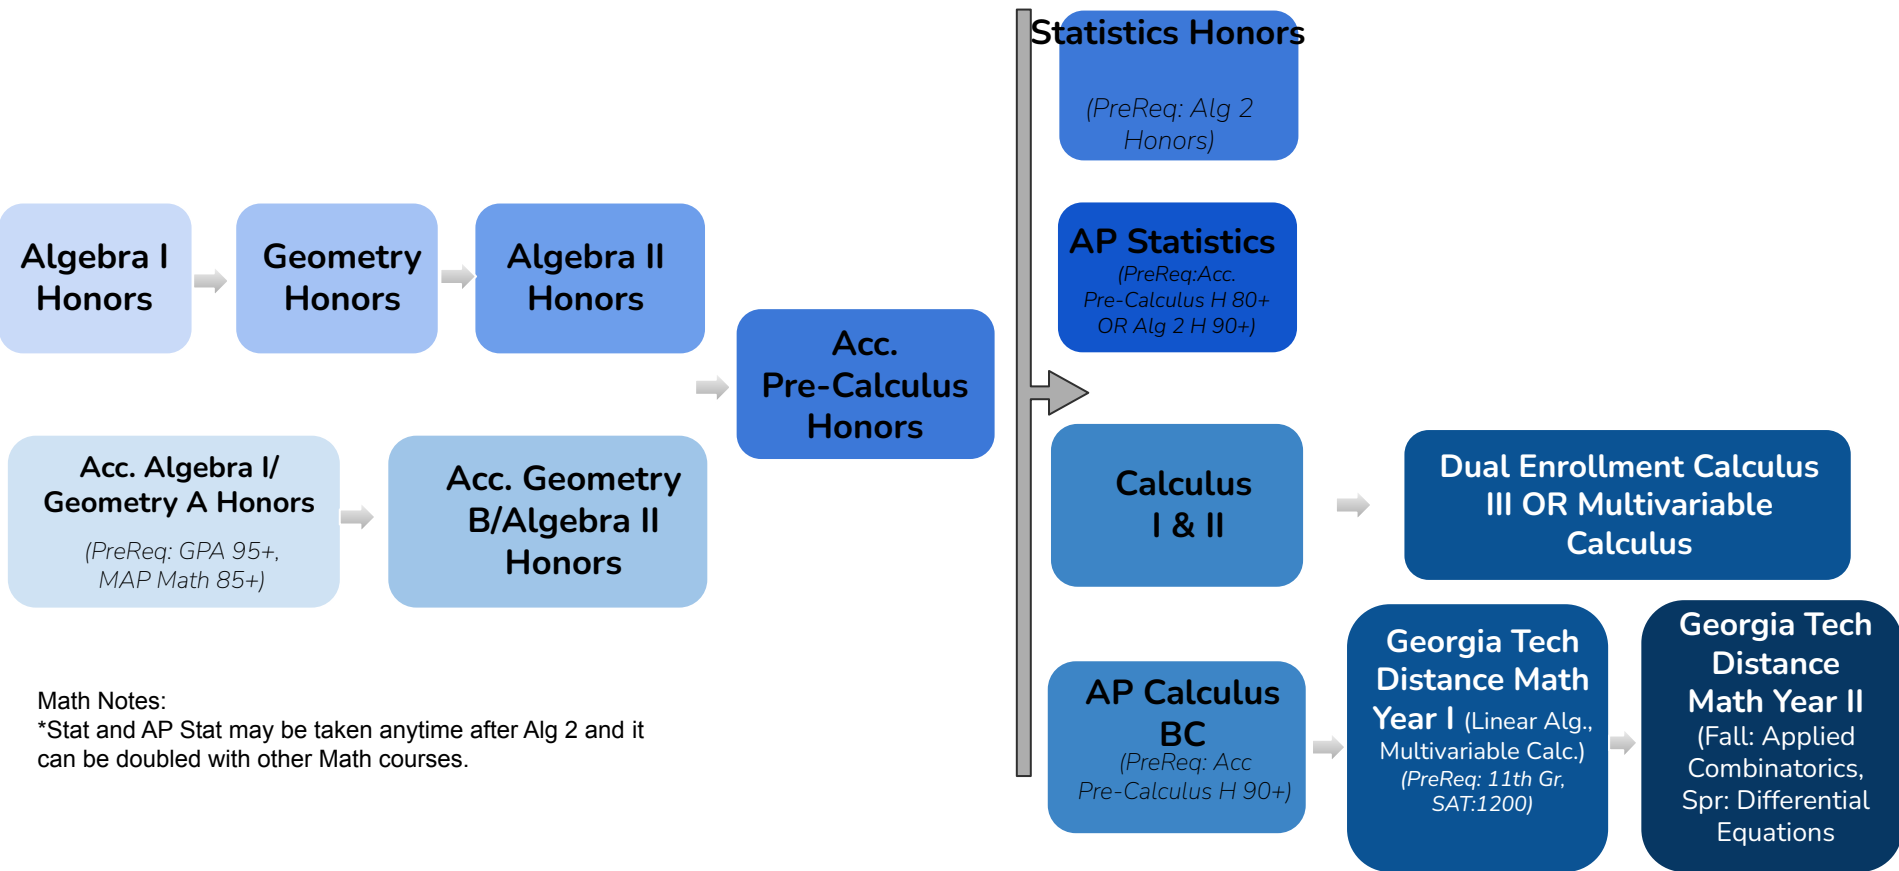 Algebra I
Honors
Geometry
Honors
Algebra II
Honors
Acc. Algebra I/
Geometry A Honors
(PreReq: GPA 95+,
MAP Math 85+)
Acc. Geometry
B/Algebra II
Honors
Acc.
Pre-Calculus
Honors
Statistics Honors
(PreReq: Alg 2
Honors)
AP Statistics
(PreReq:Acc.
Pre-Calculus H 80+
OR Alg 2 H 90+)
Calculus
I & II
Dual Enrollment Calculus
III OR Multivariable
Calculus
AP Calculus
BC
(PreReq: Acc
Pre-Calculus H 90+)
Georgia Tech
Distance Math
Year I (Linear Alg.,
Multivariable Calc.)
(PreReq: 11th Gr,
SAT:1200)
Georgia Tech
Distance
Math Year II
(Fall: Applied
Combinatorics,
Spr: Differential
Equations
Math Notes:
*Stat and AP Stat may be taken anytime after Alg 2 and it
can be doubled with other Math courses.